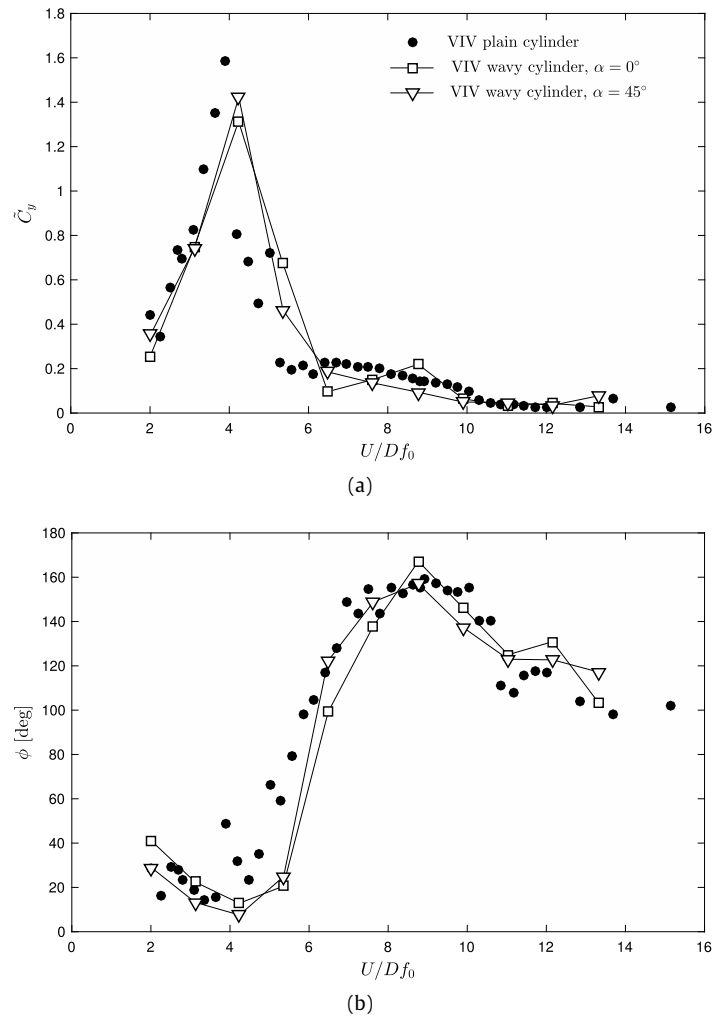 1.8
VIV plain cylinder
1.6
VIV wavy cylinder, α = 0°
VIV wavy cylinder, α = 45°
1.4
1.2
1
C̃y
0.8
0.6
0.4
0.2
0
0 2 4 6 8 10 12 14 16
U/Df₀
(a)
180
160
140
120
100
ϕ [deg]
80
60
40
20
0
0 2 4 6 8 10 12 14 16
U/Df₀
(b)